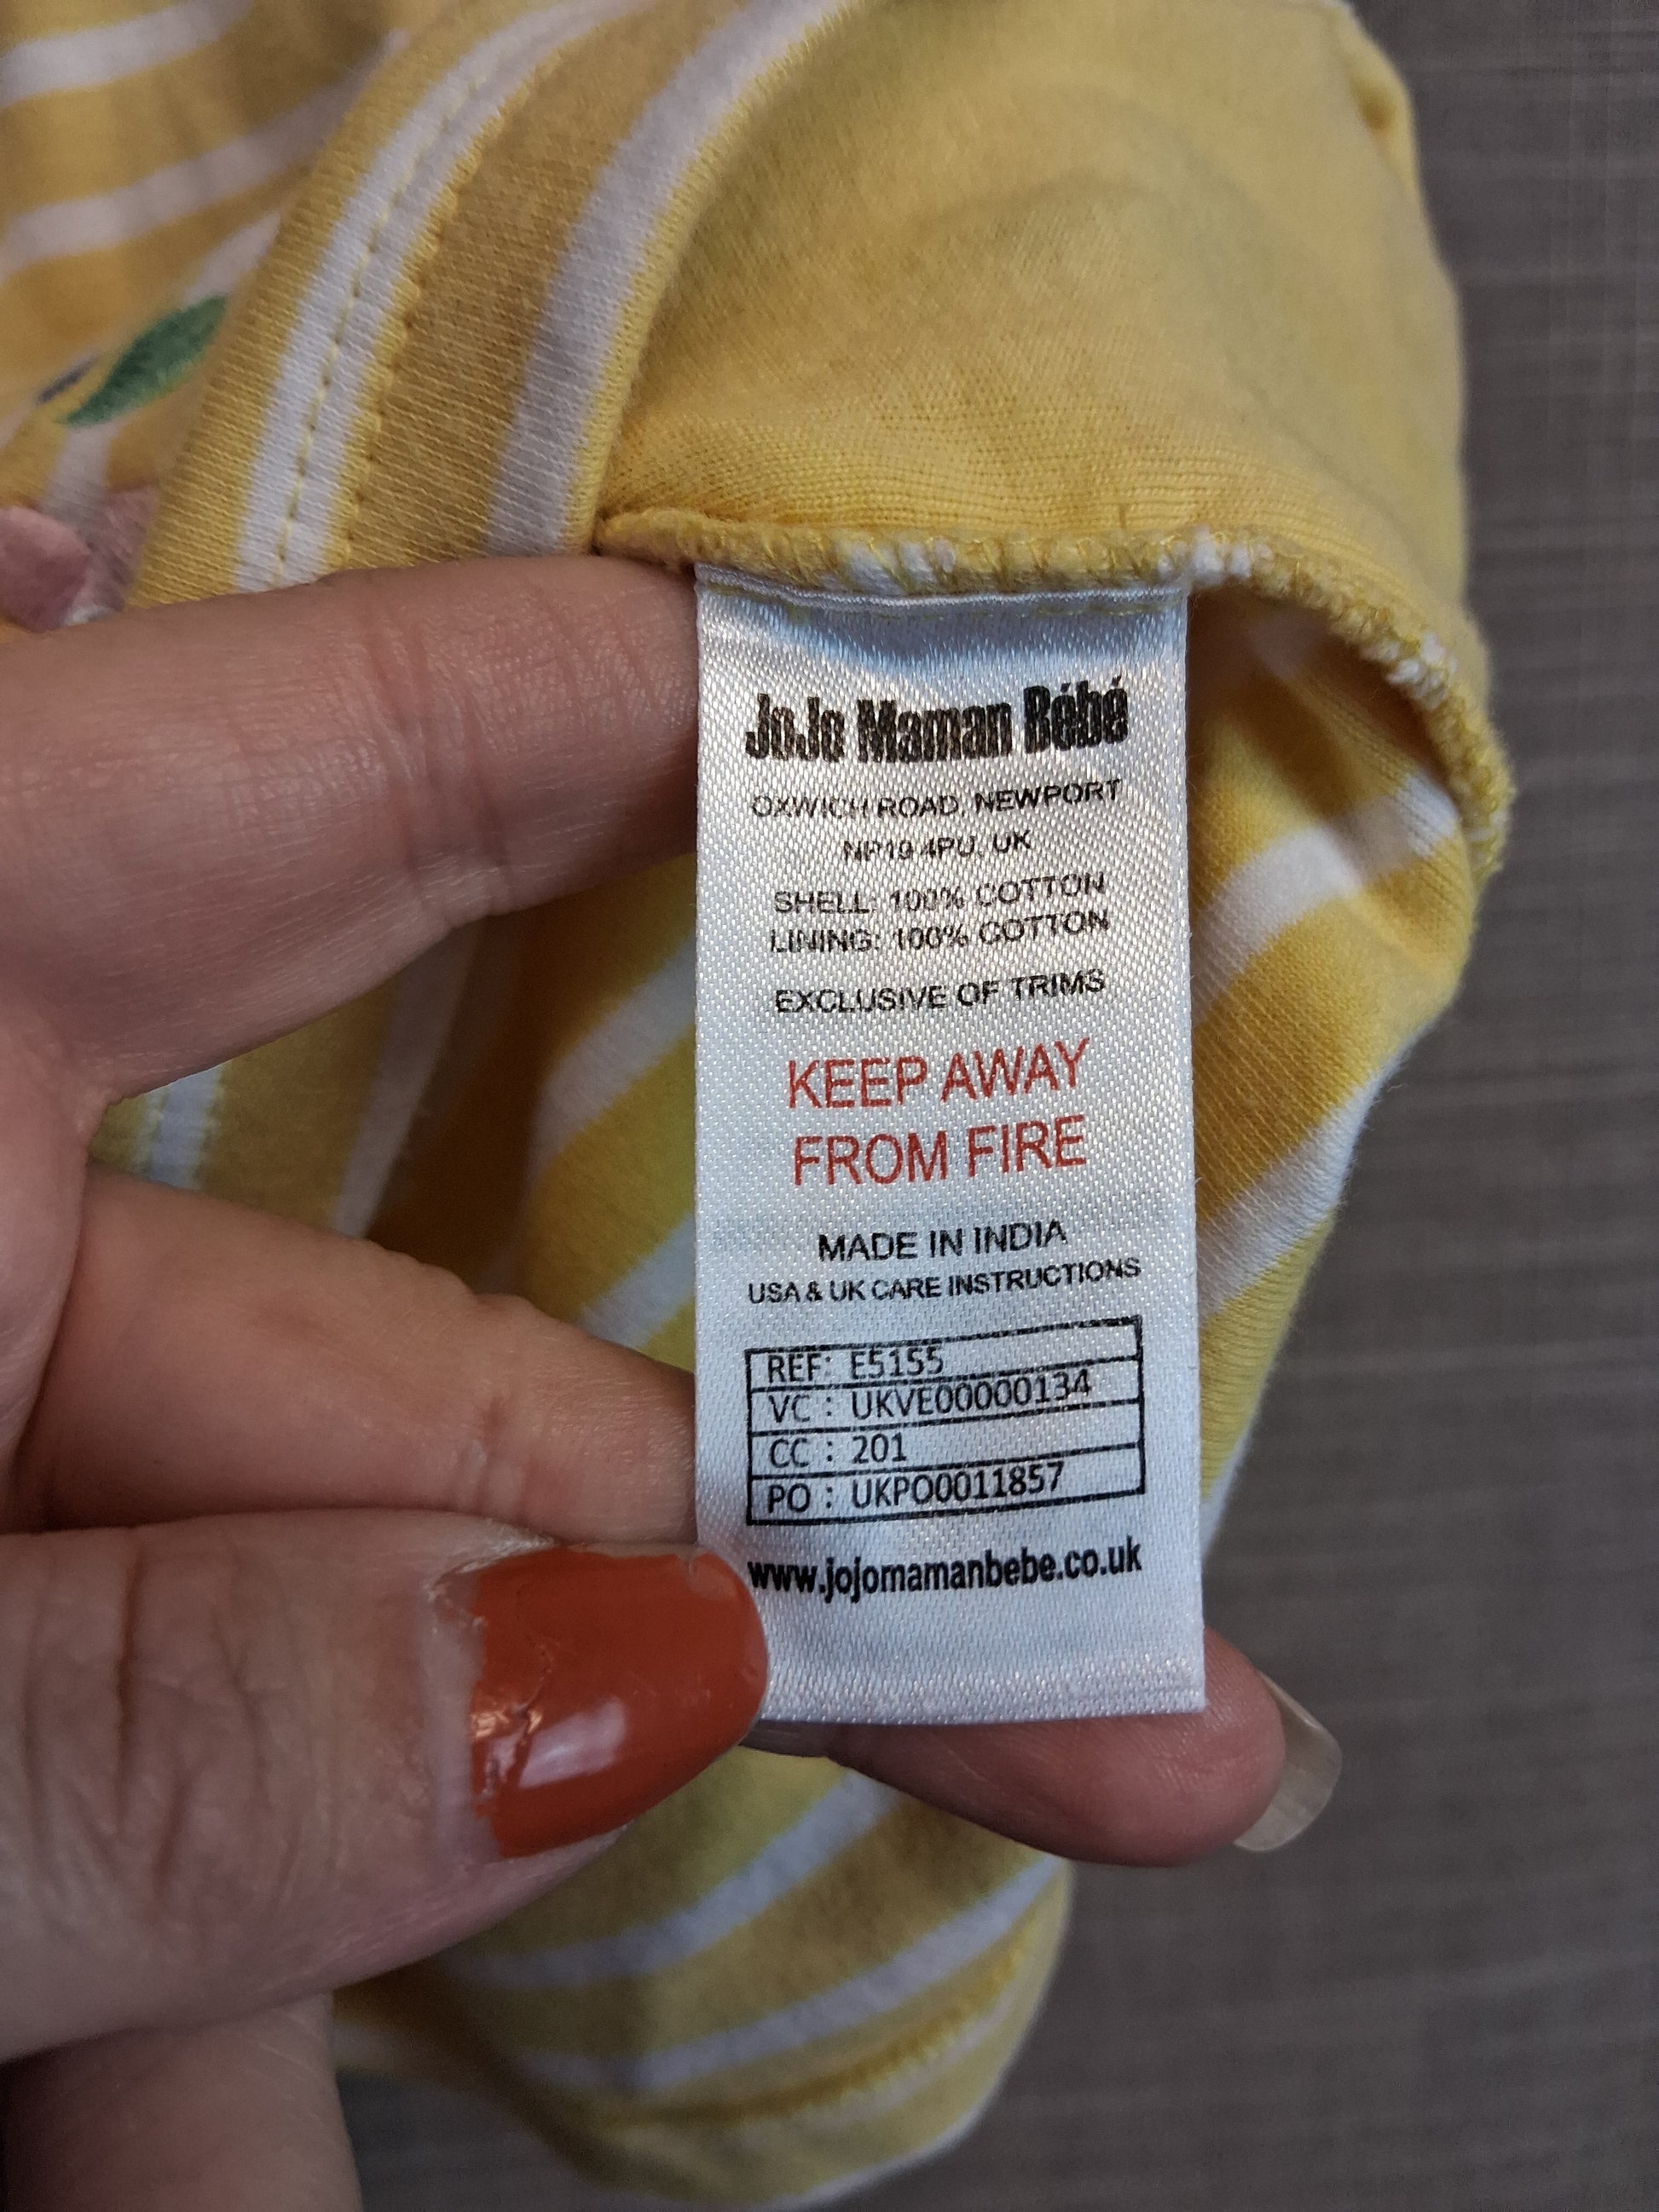 JoJo Maman Bébé
OXWICH ROAD, NEWPORT
NP19 4PU, UK
SHELL: 100% COTTON
LINING: 100% COTTON
EXCLUSIVE OF TRIMS
KEEP AWAY
FROM FIRE
MADE IN INDIA
USA & UK CARE INSTRUCTIONS
REF: E5155
VC : UKVE00000134
CC : 201
PO : UKPO0011857
www.jojomamanbebe.co.uk